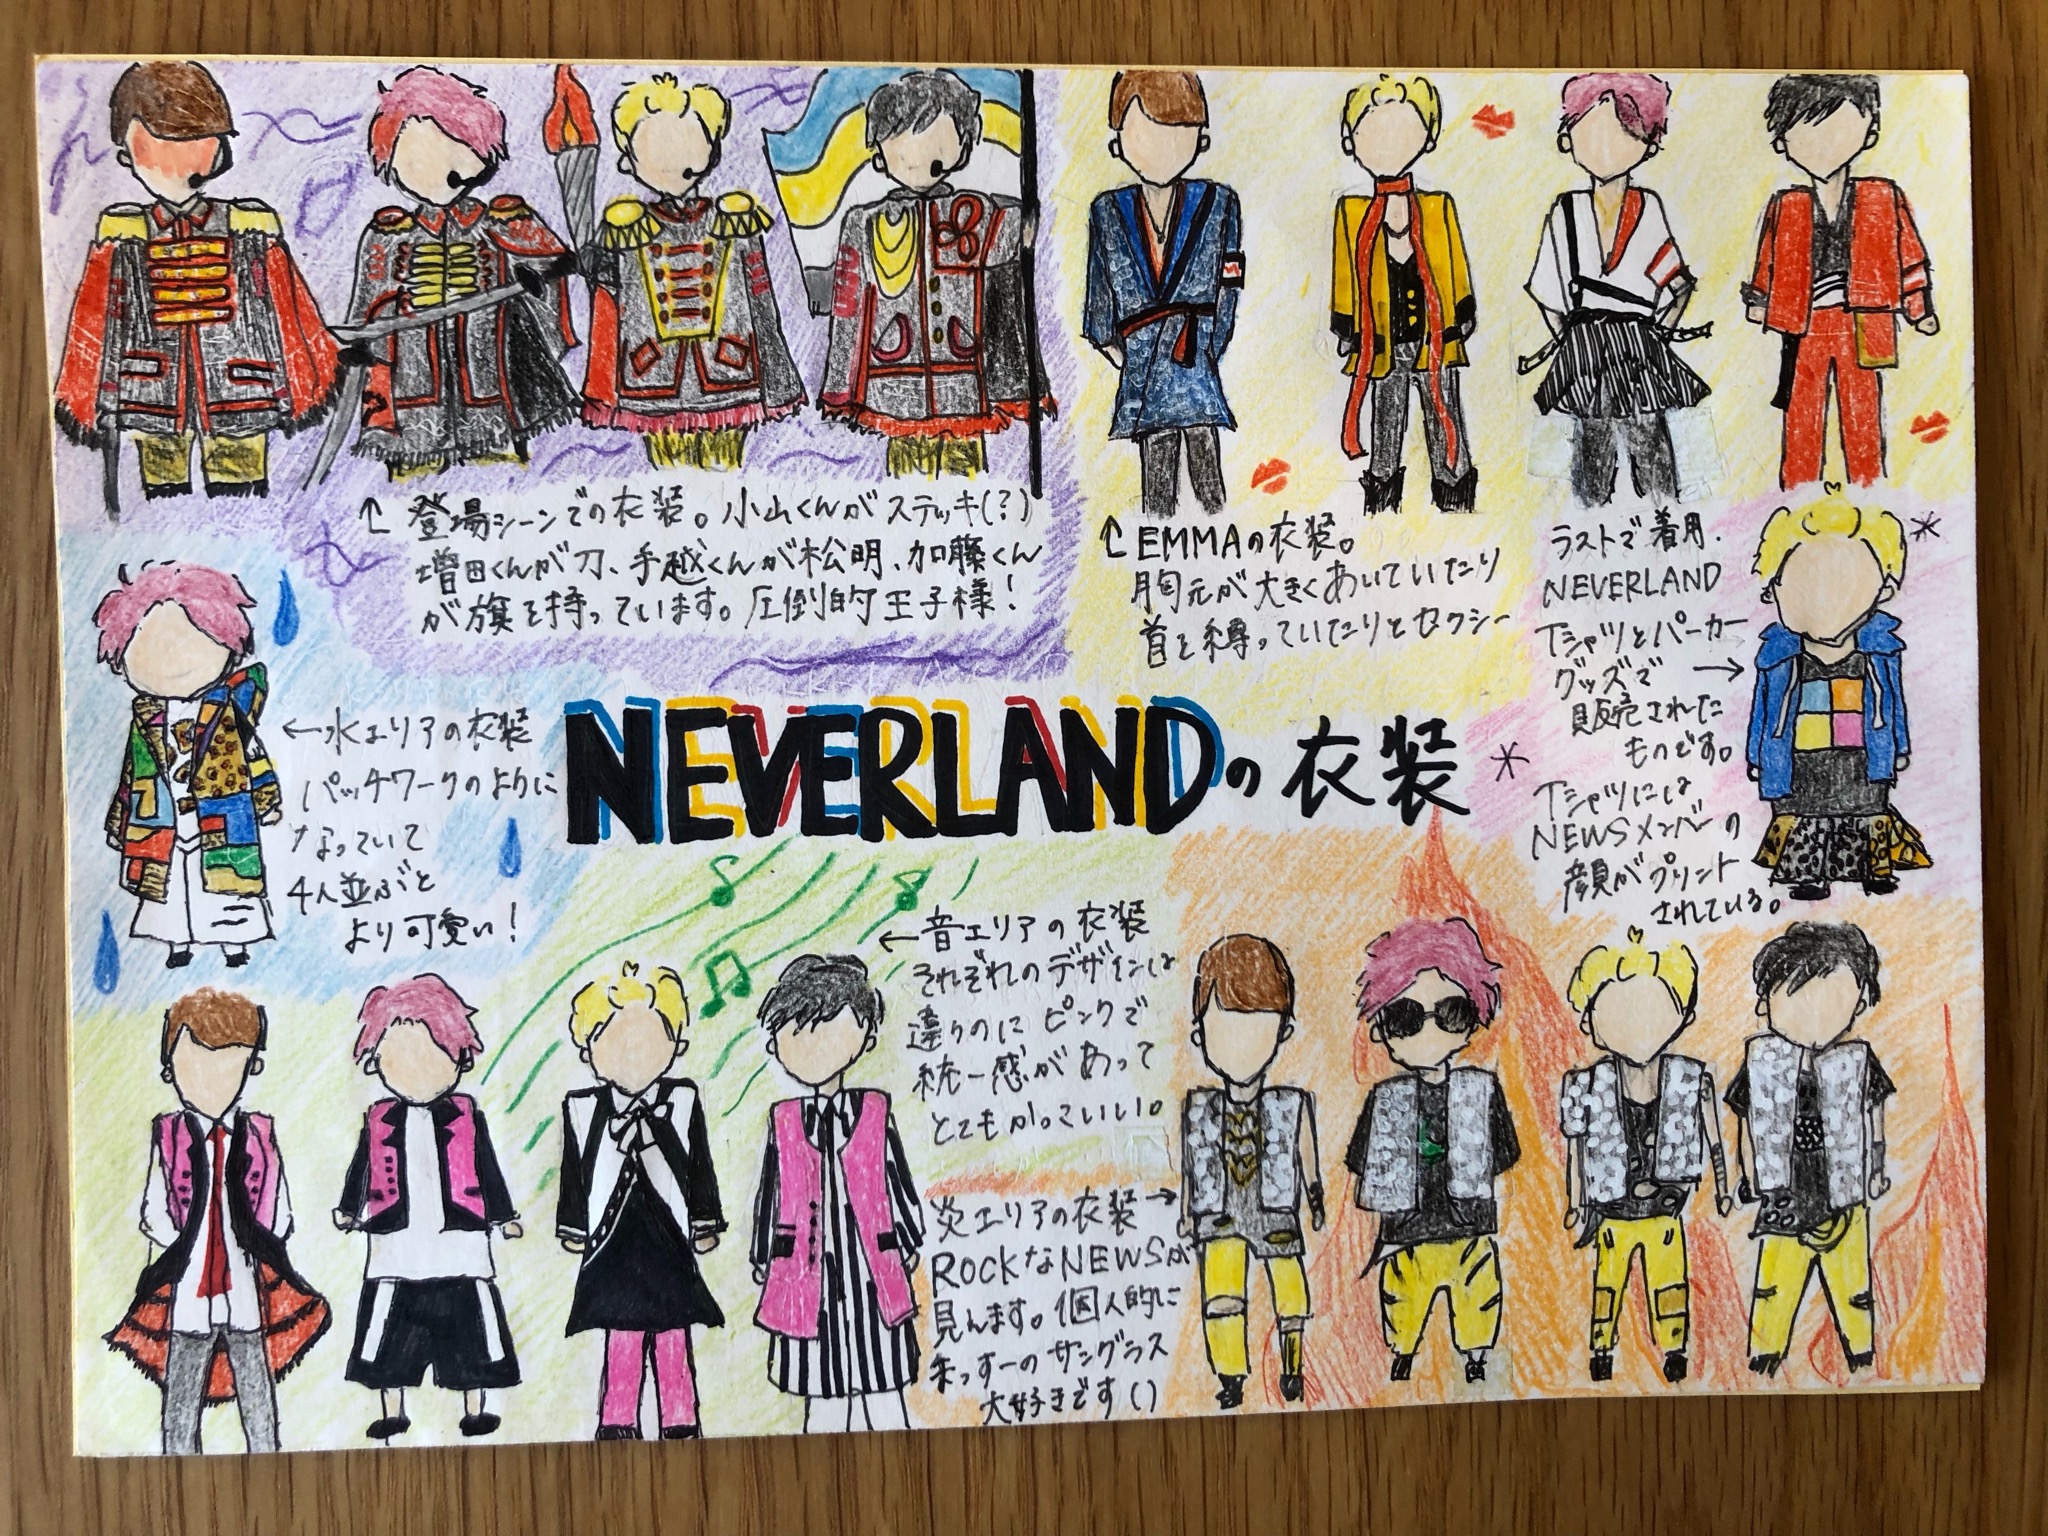 ↑ 登場シーンでの衣装。小山くんがステッキ(?)
増田くんが刀、手越くんが松明、加藤くん
が旗を持っています。圧倒的王子様!
↑ EMMAの衣装。
胸元が大きくあいていたり
首を縛っていたりとセクシー
ラストで着用、
NEVERLAND
Tシャツとパーカー
グッズで →
販売された
ものです。
Tシャツには
NEWSメンバーの
顔がプリント
されている。
←水エリアの衣装
パッチワークのように
なっていて
4人並ぶと
より可愛い!
NEVERLANDの衣装
←音エリアの衣装
それぞれのデザインは
違うのにピンクで
統一感があって
とてもかっこいい。
炎エリアの衣装→
ROCKなNEWSが
見れます。個人的に
まっすーのサングラス
大好きです()